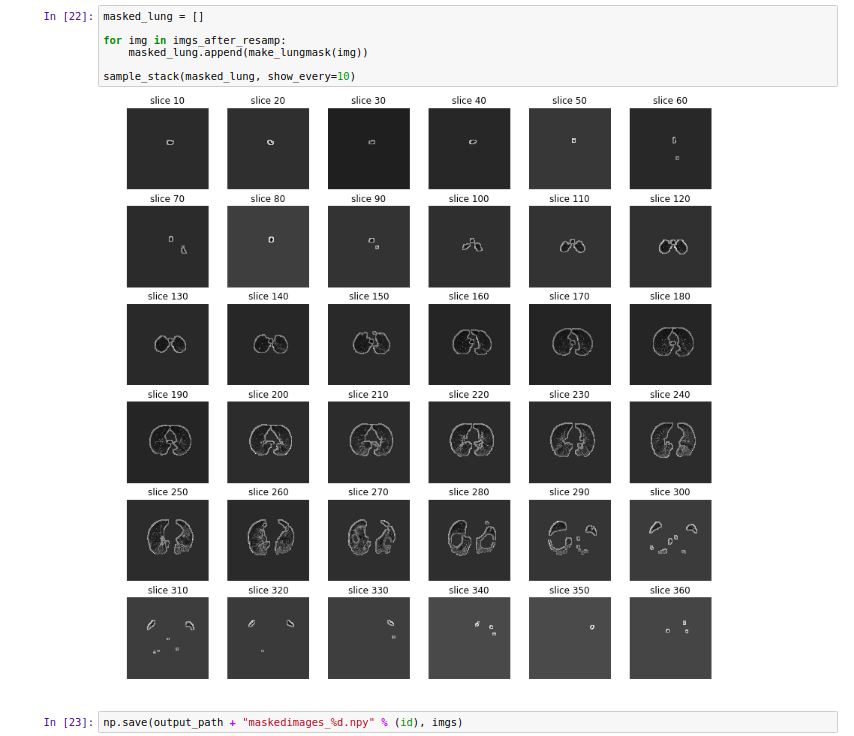 In [22]: masked_lung = []
for img in imgs_after_resamp:
    masked_lung.append(make_lungmask(img))
sample_stack(masked_lung, show_every=10)
slice 10 slice 20 slice 30 slice 40 slice 50 slice 60
slice 70 slice 80 slice 90 slice 100 slice 110 slice 120
slice 130 slice 140 slice 150 slice 160 slice 170 slice 180
slice 190 slice 200 slice 210 slice 220 slice 230 slice 240
slice 250 slice 260 slice 270 slice 280 slice 290 slice 300
slice 310 slice 320 slice 330 slice 340 slice 350 slice 360
In [23]: np.save(output_path + "maskedimages_%d.npy" % (id), imgs)